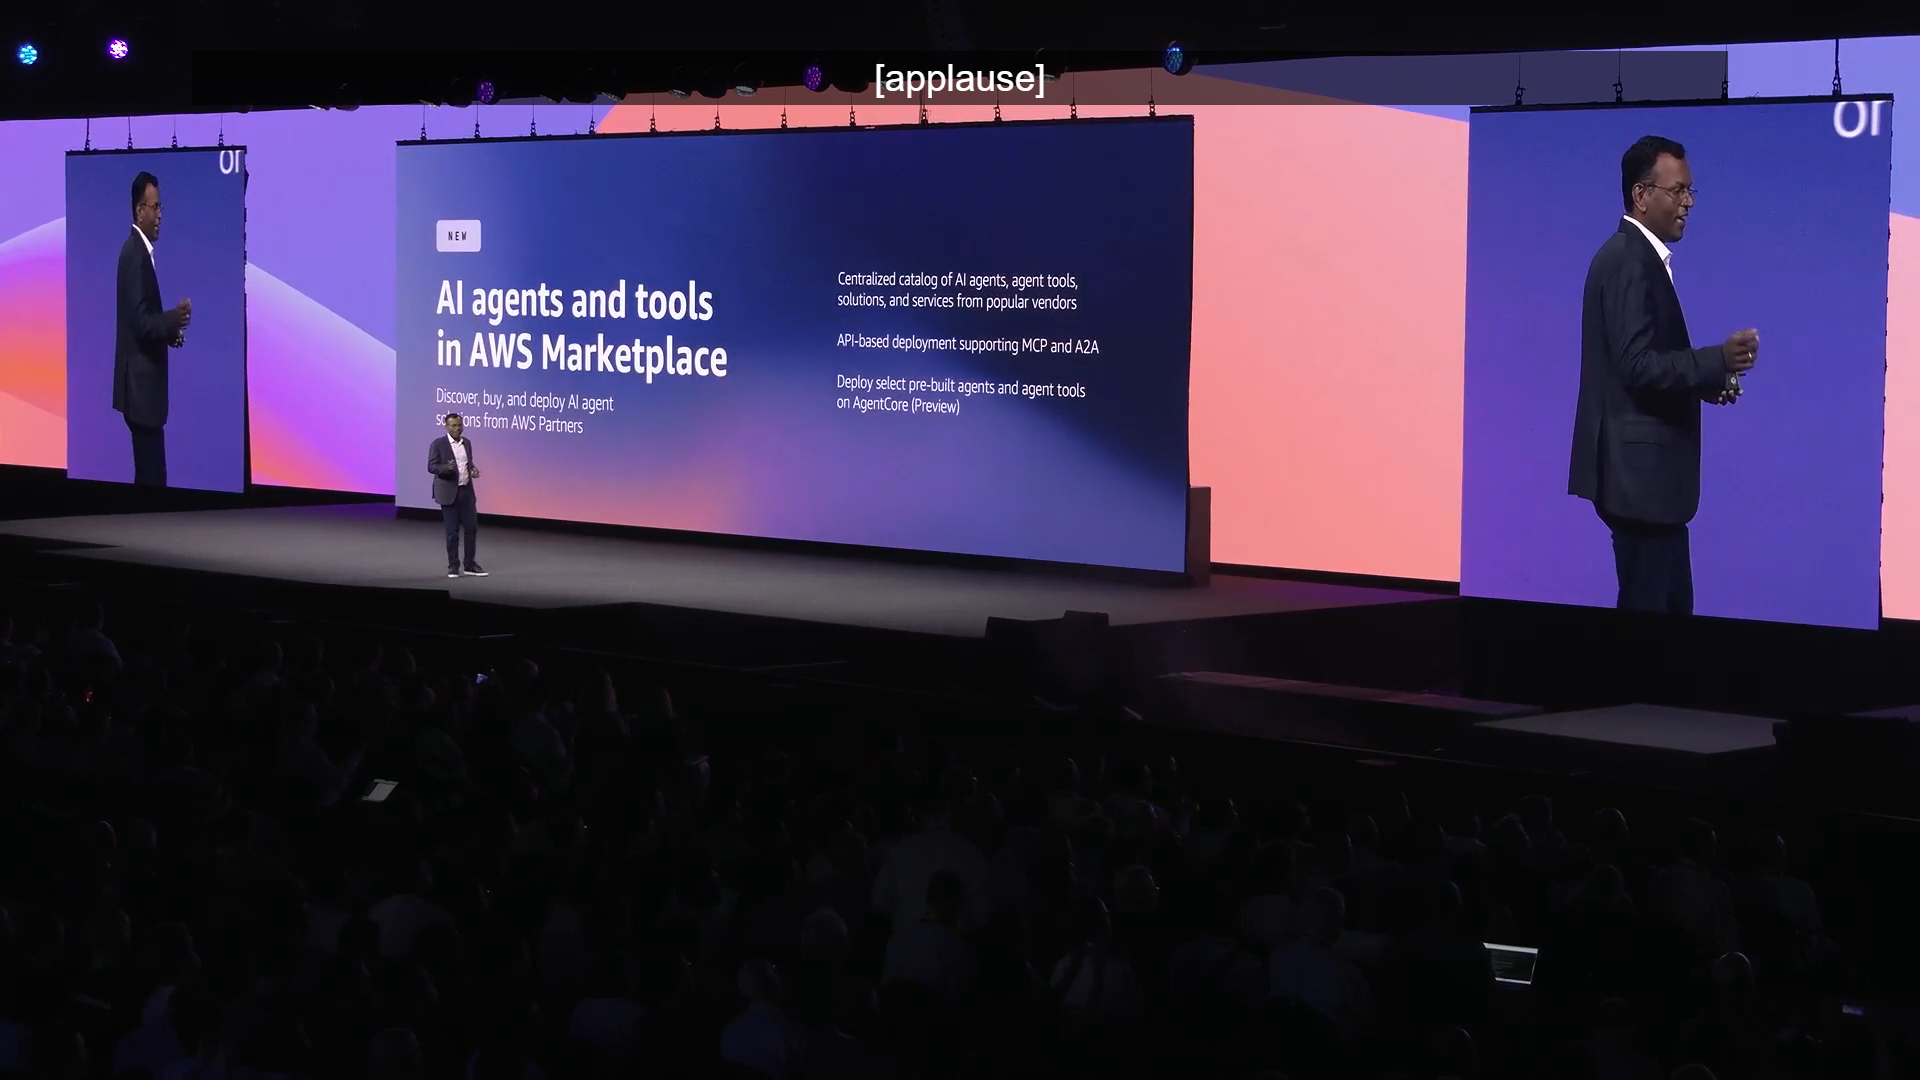 [applause]
or
or
NEW
AI agents and tools
in AWS Marketplace
Discover, buy, and deploy AI agent
solutions from AWS Partners
Centralized catalog of AI agents, agent tools,
solutions, and services from popular vendors
API-based deployment supporting MCP and A2A
Deploy select pre-built agents and agent tools
on AgentCore (Preview)